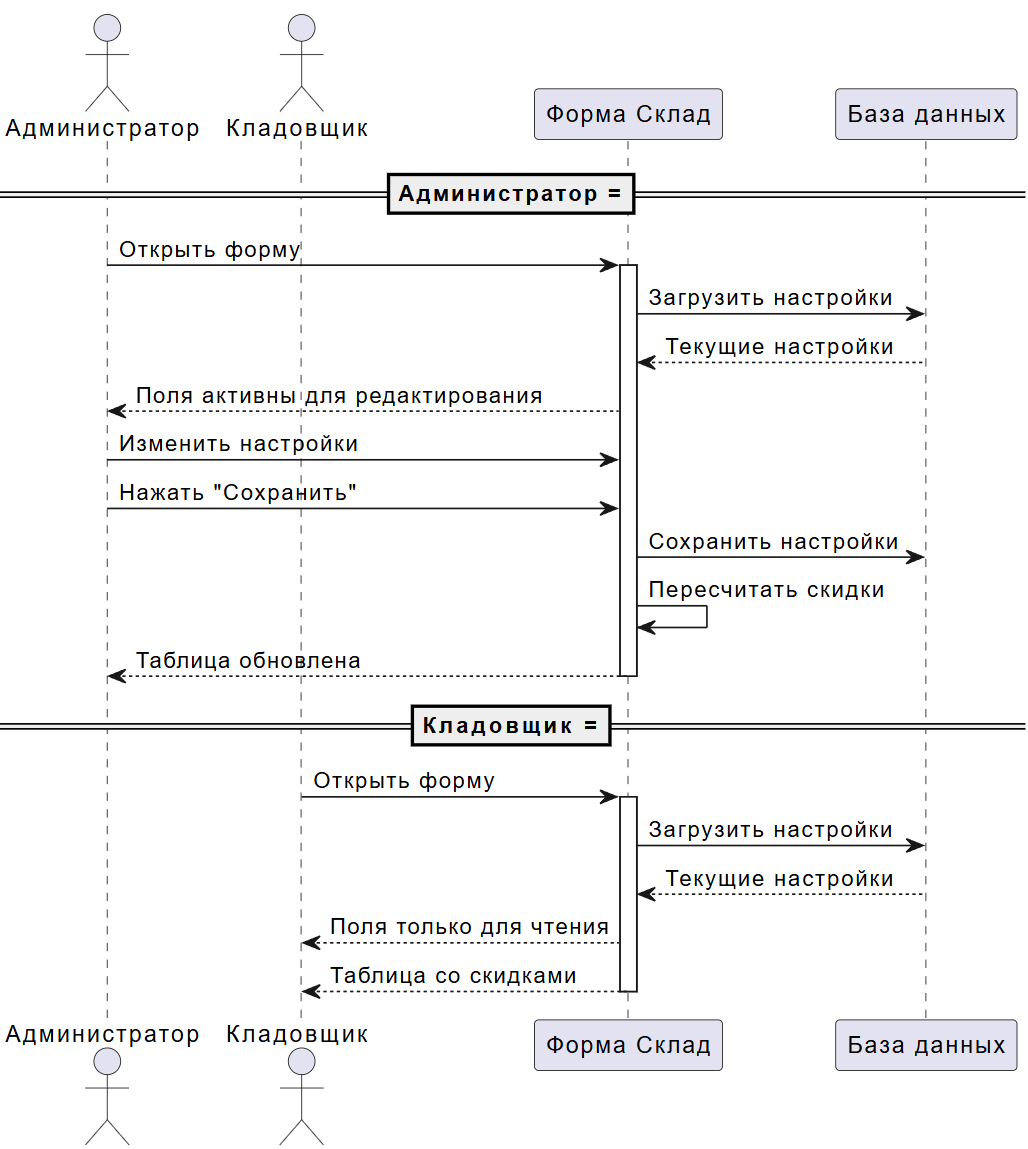 Администратор
Кладовщик
Форма Склад
База данных
Администратор =
Открыть форму
Загрузить настройки
Текущие настройки
Поля активны для редактирования
Изменить настройки
Нажать "Сохранить"
Сохранить настройки
Пересчитать скидки
Таблица обновлена
Кладовщик =
Открыть форму
Загрузить настройки
Текущие настройки
Поля только для чтения
Таблица со скидками
Администратор
Кладовщик
Форма Склад
База данных